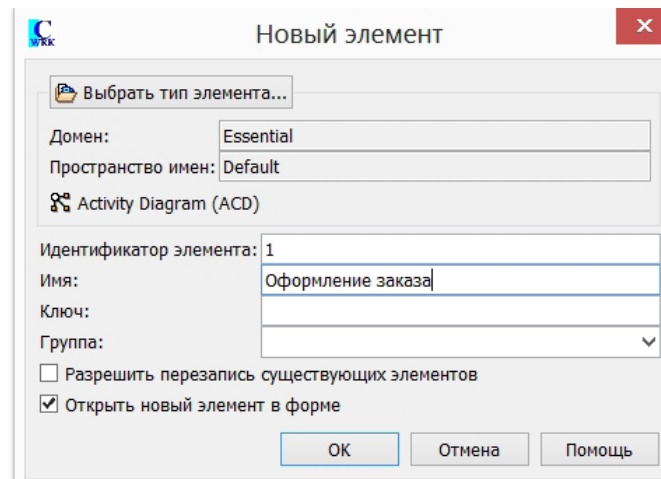 C
WRK
Новый элемент
x
Выбрать тип элемента...
Домен: Essential
Пространство имен: Default
Activity Diagram (ACD)
Идентификатор элемента: 1
Имя: Оформление заказа
Ключ:
Группа:
Разрешить перезапись существующих элементов
Открыть новый элемент в форме
OK Отмена Помощь